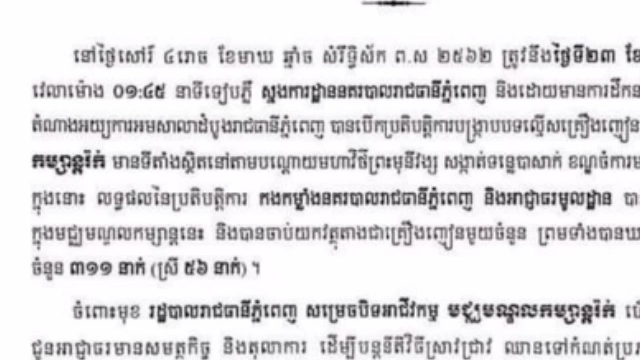 នៅថ្ងៃសៅរ៍ ៤រោច ខែមាឃ ឆ្នាំច សំរឹទ្ធិស័ក ព.ស ២៥៦២ ត្រូវនឹងថ្ងៃទី២៣ ខែ
វេលាម៉ោង ០១:៤៥ នាទីទៀបភ្លឺ ស្នងការដ្ឋាននគរបាលរាជធានីភ្នំពេញ និងដោយមានការដឹកន
តំណាងអយ្យការអមសាលាដំបូងរាជធានីភ្នំពេញ បានបើកប្រតិបត្តិការបង្ក្រាបបទល្មើសគ្រឿងញៀន
កម្សាន្តរ៉ក់ មានទីតាំងស្ថិតនៅតាមបណ្តោយមហាវិថីព្រះមុនីវង្ស សង្កាត់ទន្លេបាសាក់ ខណ្ឌចំការម
ក្នុងនោះ លទ្ធផលនៃប្រតិបត្តិការ កងកម្លាំងនគរបាលរាជធានីភ្នំពេញ និងអាជ្ញាធរមូលដ្ឋាន បា
ក្នុងមជ្ឈមណ្ឌលកម្សាន្តនេះ និងបានចាប់យកវត្ថុតាងជាគ្រឿងញៀនមួយចំនួន ព្រមទាំងបានឃ
ចំនួន ៣១១ នាក់ (ស្រី ៥៦ នាក់) ។
ចំពោះមុខ រដ្ឋបាលរាជធានីភ្នំពេញ សម្រេចបិទអាជីវកម្ម មជ្ឈមណ្ឌលកម្សាន្តរ៉ក់ បើ
ជូនអាជ្ញាធរមានសមត្ថកិច្ច និងតុលាការ ដើម្បីបន្តនីតិវិធីស្រាវជ្រាវ ឈានទៅកំណត់ប្រ